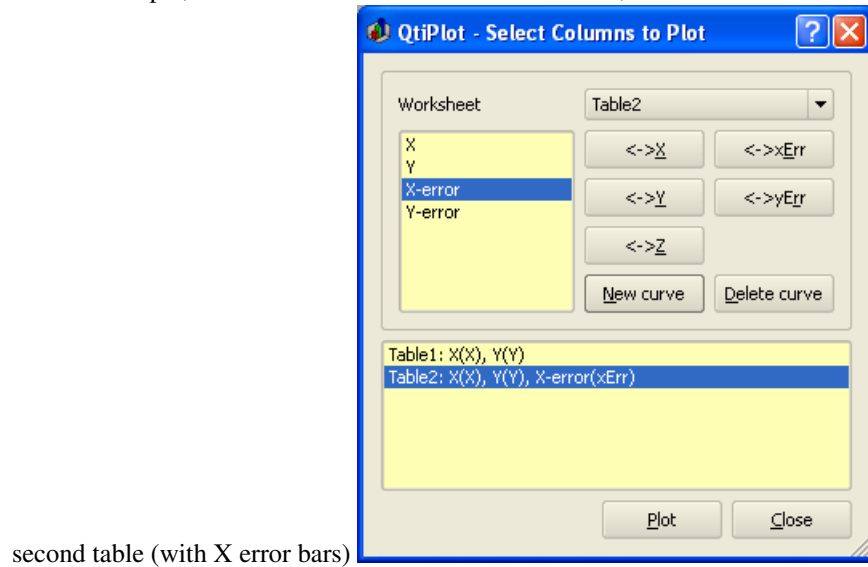 QtiPlot - Select Columns to Plot
Worksheet
Table2
X
Y
X-error
Y-error
<->X
<->xErr
<->Y
<->yErr
<->Z
New curve
Delete curve
Table1: X(X), Y(Y)
Table2: X(X), Y(Y), X-error(xErr)
Plot
Close
second table (with X error bars)